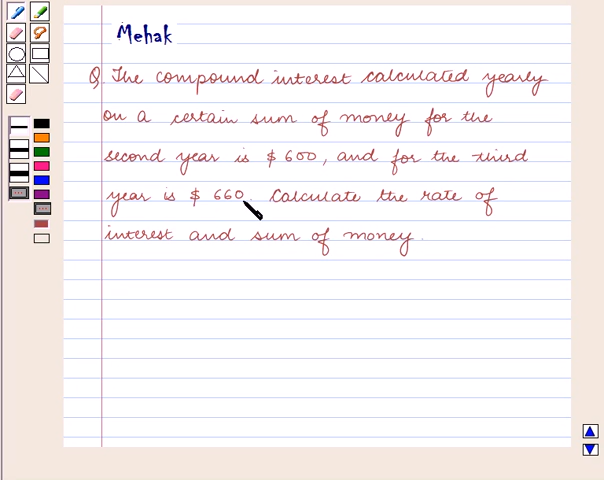 Mehak
Q. The compound interest calculated yearly
on a certain sum of money for the
second year is $ 600, and for the third
year is $ 660. Calculate the rate of
interest and sum of money.